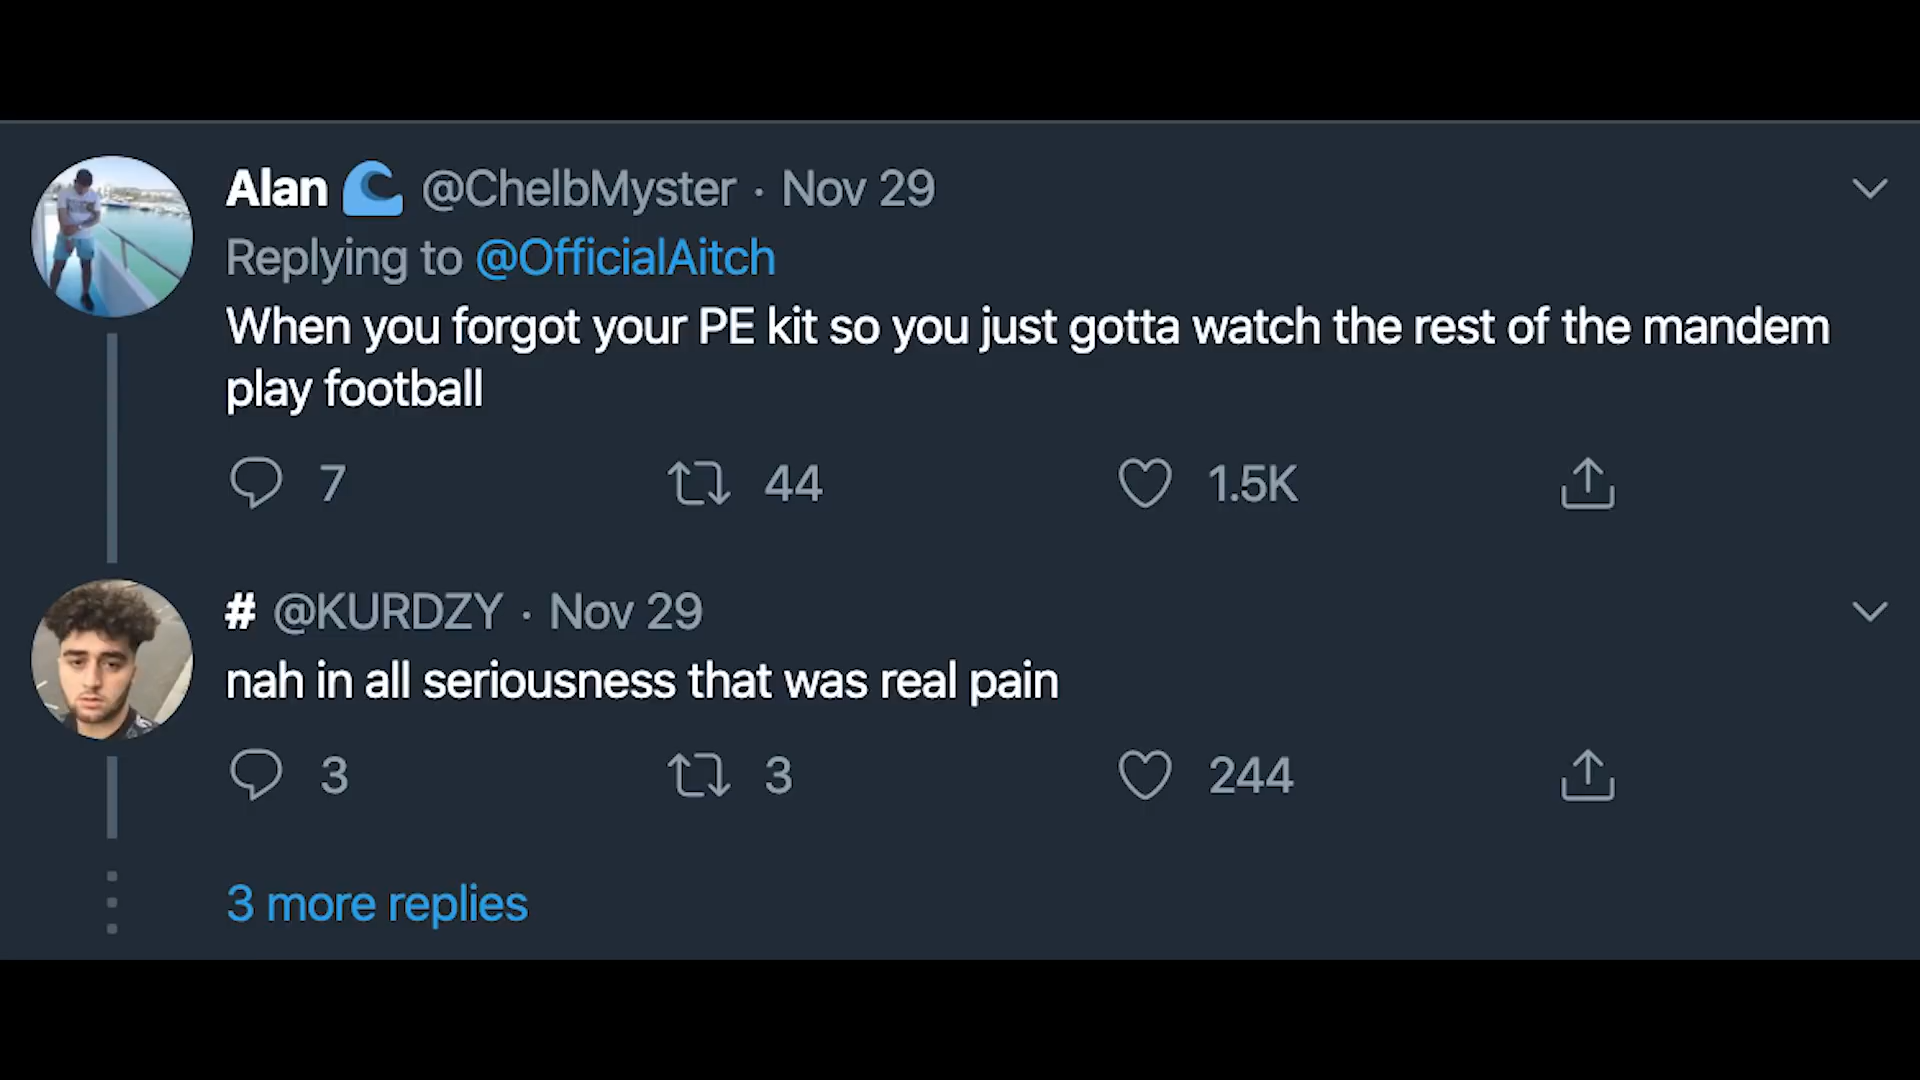 Alan 🌊 @ChelbMyster · Nov 29
Replying to @OfficialAitch
When you forgot your PE kit so you just gotta watch the rest of the mandem
play football
7 44 1.5K
# @KURDZY · Nov 29
nah in all seriousness that was real pain
3 3 244
3 more replies